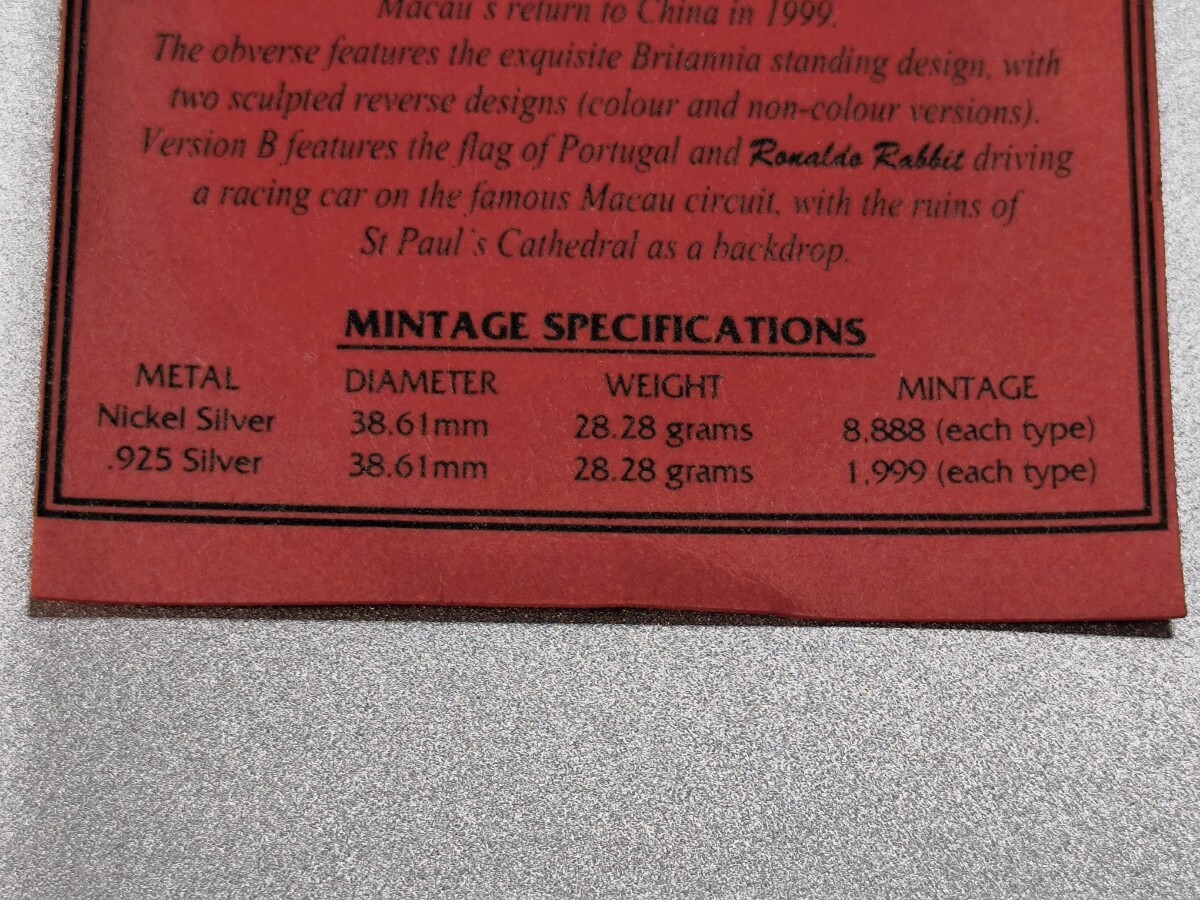 Macau's return to China in 1999.
The obverse features the exquisite Britannia standing design, with
two sculpted reverse designs (colour and non-colour versions).
Version B features the flag of Portugal and Ronaldo Rabbit driving
a racing car on the famous Macau circuit, with the ruins of
St Paul's Cathedral as a backdrop.
MINTAGE SPECIFICATIONS
METAL DIAMETER WEIGHT MINTAGE
Nickel Silver 38.61mm 28.28 grams 8,888 (each type)
.925 Silver 38.61mm 28.28 grams 1,999 (each type)